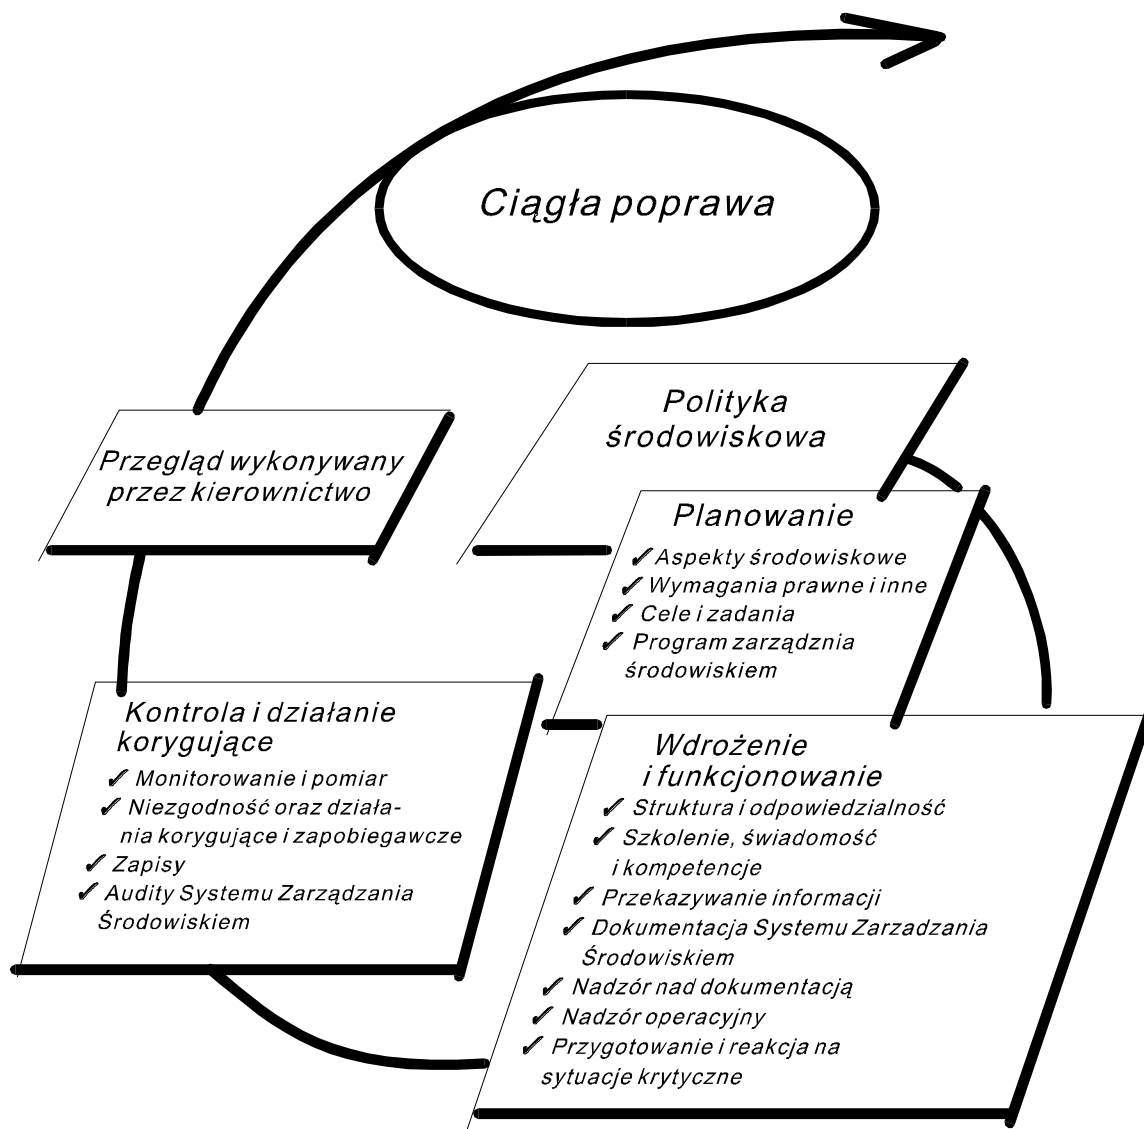 Ciągła poprawa
Polityka
środowiskowa
Przegląd wykonywany
przez kierownictwo
Planowanie
✓ Aspekty środowiskowe
✓ Wymagania prawne i inne
✓ Cele i zadania
✓ Program zarządznia
środowiskiem
Kontrola i działanie
korygujące
✓ Monitorowanie i pomiar
✓ Niezgodność oraz działa-
nia korygujące i zapobiegawcze
✓ Zapisy
✓ Audity Systemu Zarządzania
Środowiskiem
Wdrożenie
i funkcjonowanie
✓ Struktura i odpowiedzialność
✓ Szkolenie, świadomość
i kompetencje
✓ Przekazywanie informacji
✓ Dokumentacja Systemu Zarzadzania
Środowiskiem
✓ Nadzór nad dokumentacją
✓ Nadzór operacyjny
✓ Przygotowanie i reakcja na
sytuacje krytyczne